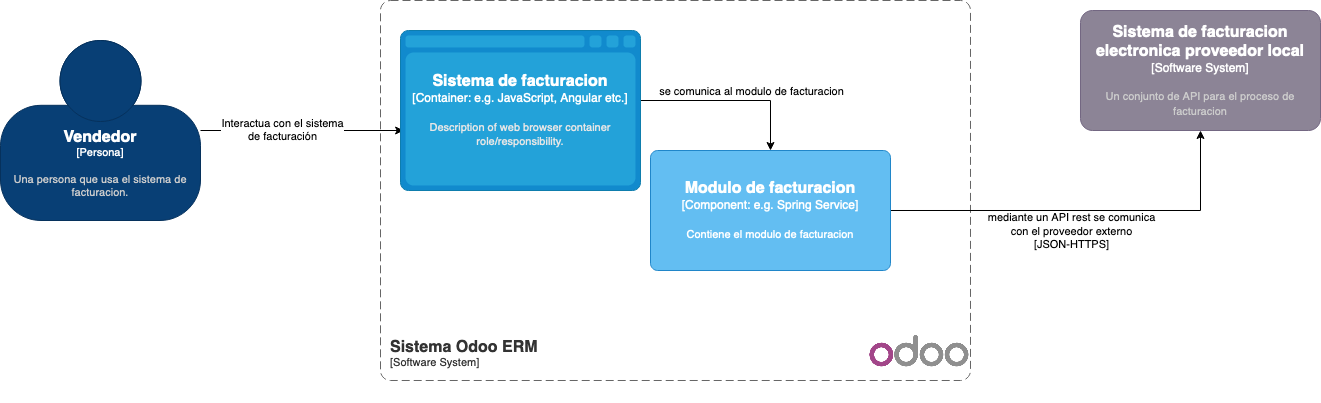 Vendedor
[Persona]
Una persona que usa el sistema de
facturacion.
Interactua con el sistema
de facturación
Sistema de facturacion
[Container: e.g. JavaScript, Angular etc.]
Description of web browser container
role/responsibility.
se comunica al modulo de facturacion
Modulo de facturacion
[Component: e.g. Spring Service]
Contiene el modulo de facturacion
mediante un API rest se comunica
con el proveedor externo
[JSON-HTTPS]
Sistema de facturacion
electronica proveedor local
[Software System]
Un conjunto de API para el proceso de
facturacion
Sistema Odoo ERM
[Software System]
odoo